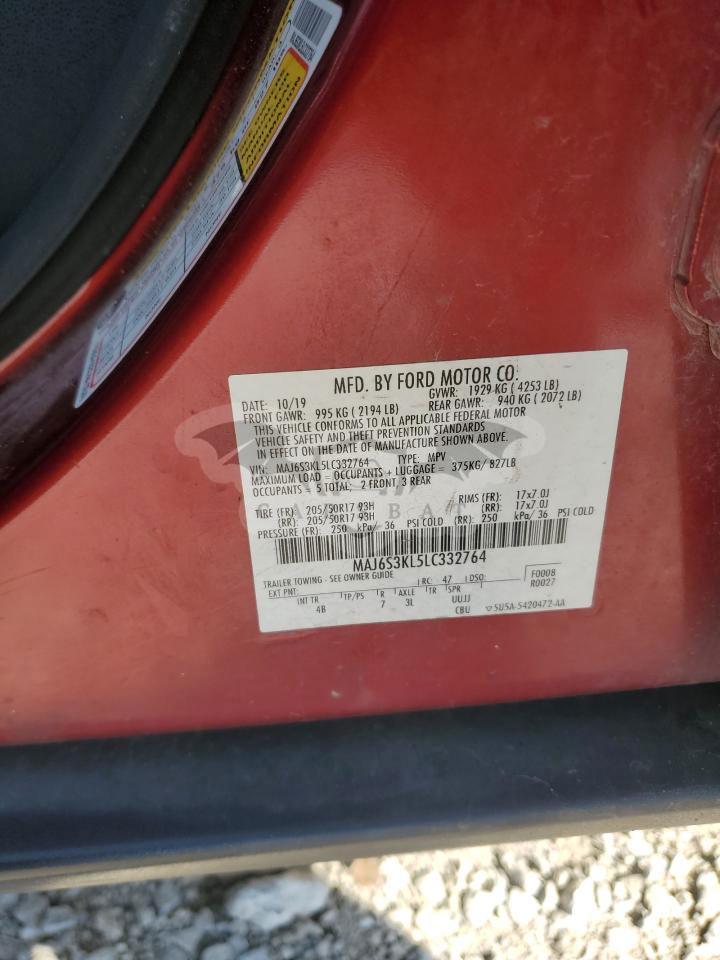 INFORMATION
MFD. BY FORD MOTOR CO.
DATE: 10/19 GVWR: 1929 KG ( 4253 LB)
FRONT GAWR: 995 KG ( 2194 LB) REAR GAWR: 940 KG ( 2072 LB)
THIS VEHICLE CONFORMS TO ALL APPLICABLE FEDERAL MOTOR
VEHICLE SAFETY AND THEFT PREVENTION STANDARDS
IN EFFECT ON THE DATE OF MANUFACTURE SHOWN ABOVE.
VIN: MAJ6S3KL5LC332764 TYPE: MPV
MAXIMUM LOAD = OCCUPANTS + LUGGAGE = 375KG/ 827LB
OCCUPANTS = 5 TOTAL; 2 FRONT, 3 REAR
TIRE (FR): 205/50R17 93H RIMS (FR): 17x7.0J
(RR): 205/50R17 93H (RR): 17x7.0J
PRESSURE (FR): 250 kPa/ 36 PSI COLD (RR): 250 kPa/ 36 PSI COLD
MAJ6S3KL5LC332764
TRAILER TOWING - SEE OWNER GUIDE RC: 47 DSO: F0008
EXT PNT: R0027
INT TR TP/PS R AXLE TR SPR UUJJ
4B 7 3L CBU 5U5A-5420472-AA